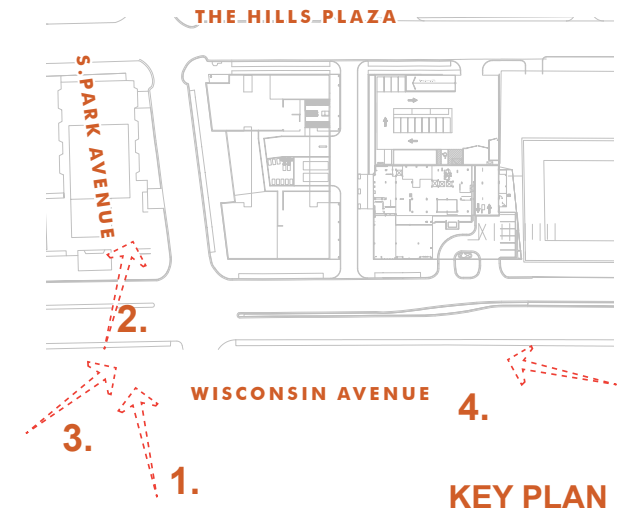 THE HILLS PLAZA
S.PARK AVENUE
2.
WISCONSIN AVENUE
4.
3.
1.
KEY PLAN